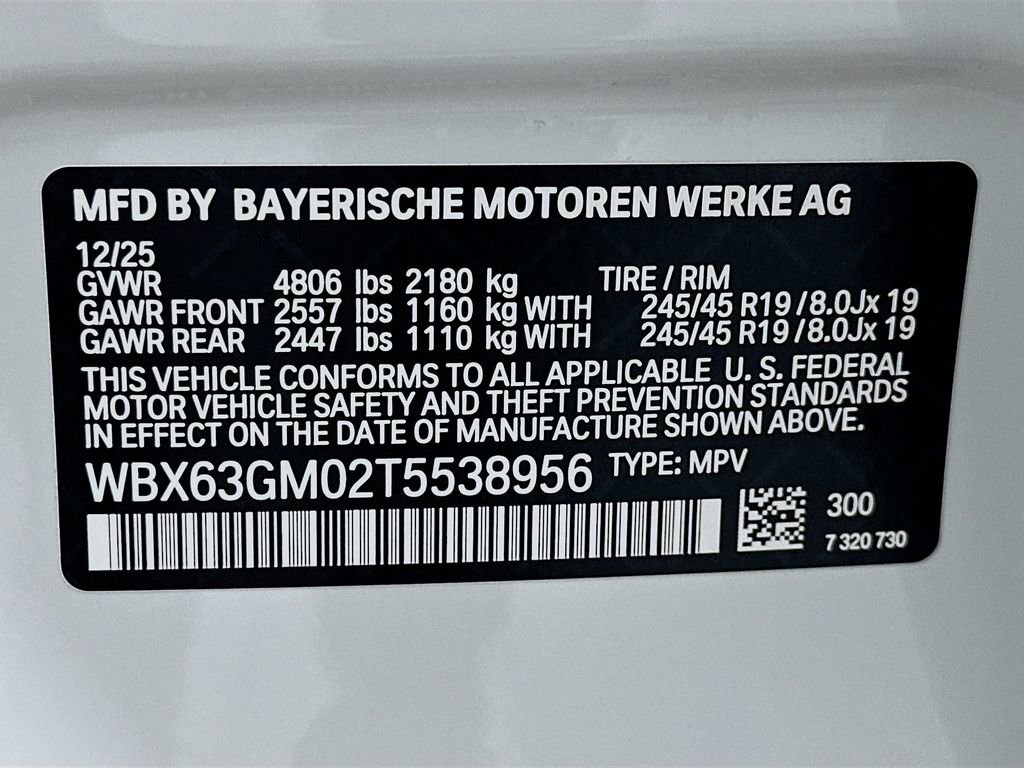 MFD BY BAYERISCHE MOTOREN WERKE AG
12/25
GVWR 4806 lbs 2180 kg TIRE / RIM
GAWR FRONT 2557 lbs 1160 kg WITH 245/45 R19 / 8.0Jx 19
GAWR REAR 2447 lbs 1110 kg WITH 245/45 R19 / 8.0Jx 19
THIS VEHICLE CONFORMS TO ALL APPLICABLE U. S. FEDERAL
MOTOR VEHICLE SAFETY AND THEFT PREVENTION STANDARDS
IN EFFECT ON THE DATE OF MANUFACTURE SHOWN ABOVE.
WBX63GM02T5538956 TYPE: MPV
300
7 320 730